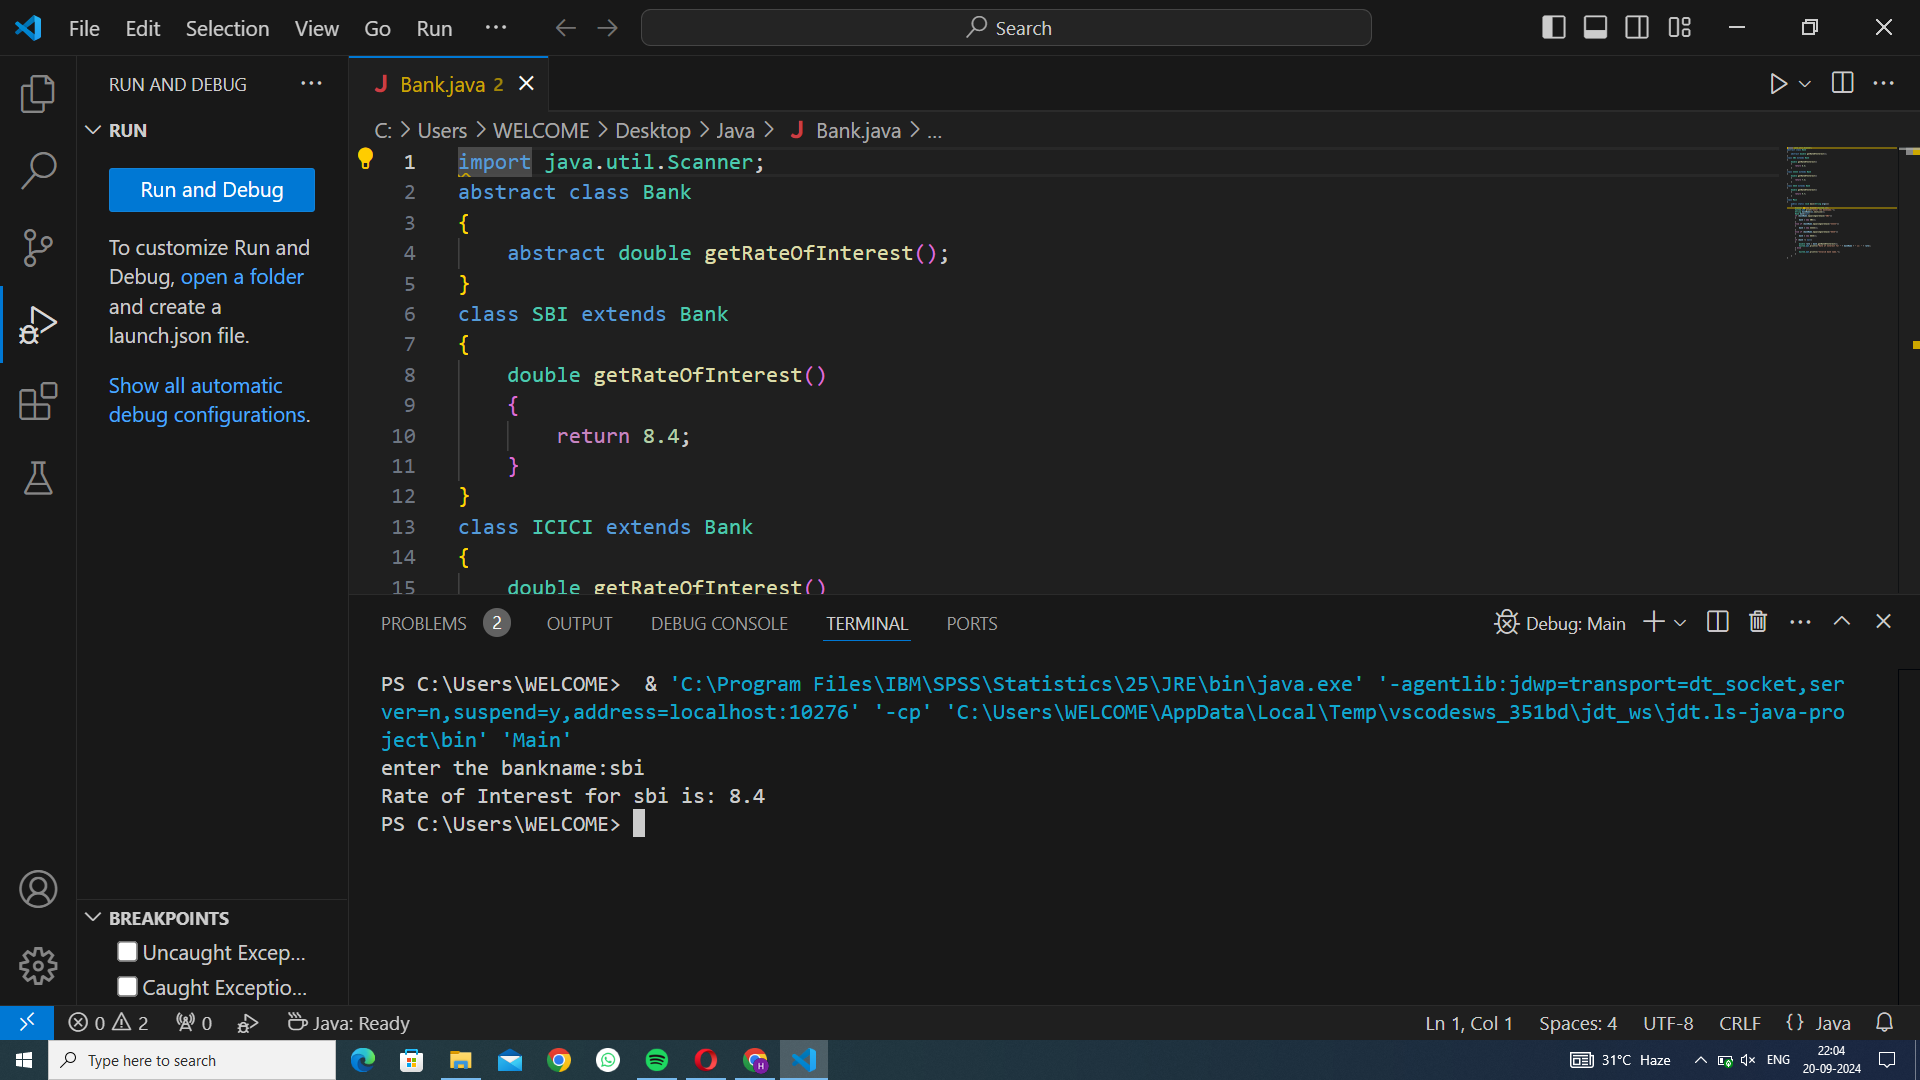 File Edit Selection View Go Run ··· Search
RUN AND DEBUG ···
RUN
Run and Debug
To customize Run and
Debug, open a folder
and create a
launch.json file.
Show all automatic
debug configurations.
BREAKPOINTS
Uncaught Excep...
Caught Exceptio...
J Bank.java 2
C: > Users > WELCOME > Desktop > Java > J Bank.java > ...
1 import java.util.Scanner;
2 abstract class Bank
3 {
4 abstract double getRateOfInterest();
5 }
6 class SBI extends Bank
7 {
8 double getRateOfInterest()
9 {
10 return 8.4;
11 }
12 }
13 class ICICI extends Bank
14 {
15 double getRateOfInterest()
PROBLEMS 2 OUTPUT DEBUG CONSOLE TERMINAL PORTS Debug: Main
PS C:\Users\WELCOME>  & 'C:\Program Files\IBM\SPSS\Statistics\25\JRE\bin\java.exe' '-agentlib:jdwp=transport=dt_socket,ser
ver=n,suspend=y,address=localhost:10276' '-cp' 'C:\Users\WELCOME\AppData\Local\Temp\vscodesws_351bd\jdt_ws\jdt.ls-java-pro
ject\bin' 'Main'
enter the bankname:sbi
Rate of Interest for sbi is: 8.4
PS C:\Users\WELCOME>
0 2 0 Java: Ready Ln 1, Col 1 Spaces: 4 UTF-8 CRLF {} Java
Type here to search 31°C Haze ENG 22:04
20-09-2024